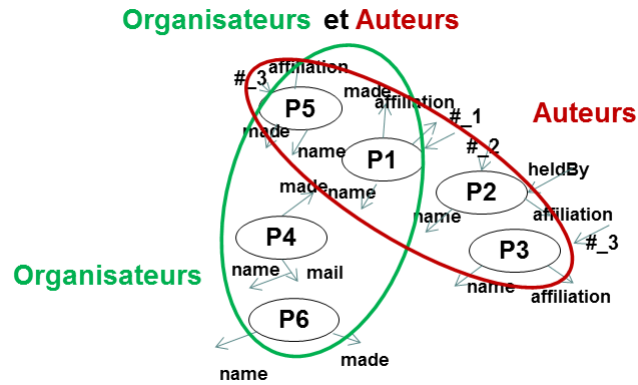 Organisateurs et Auteurs
#_3
affiliation
made
affiliation
P5
#_1
Auteurs
made
name
P1
#_2
heldBy
made
name
P2
name
affiliation
P4
P3
#_3
Organisateurs
name
mail
name
affiliation
P6
name
made